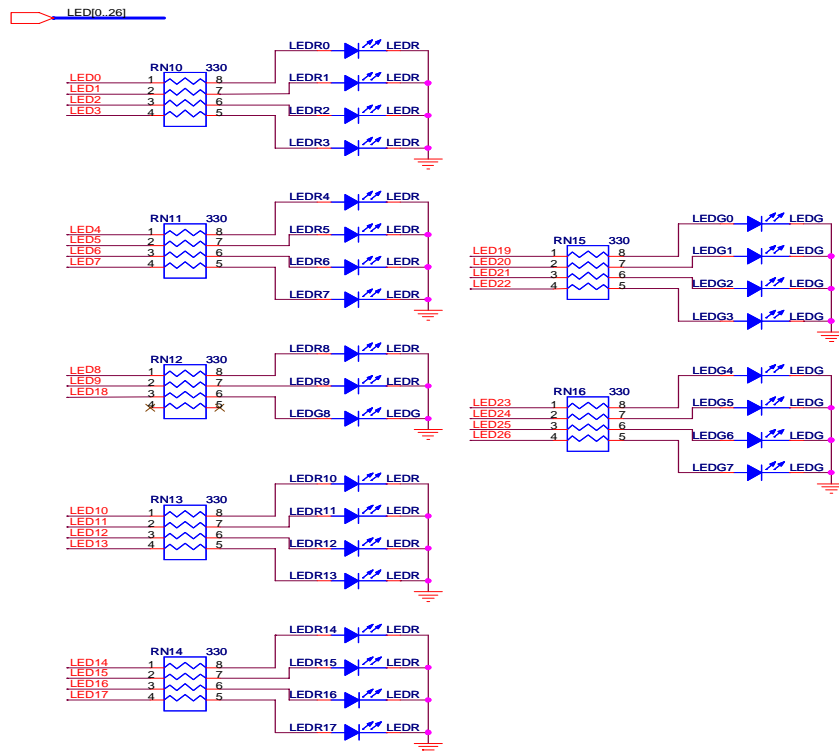 LED[0..26]
RN10 330
LED0 1 8 LEDR0 LEDR
LED1 2 7 LEDR1 LEDR
LED2 3 6 LEDR2 LEDR
LED3 4 5 LEDR3 LEDR
RN11 330
LED4 1 8 LEDR4 LEDR
LED5 2 7 LEDR5 LEDR
LED6 3 6 LEDR6 LEDR
LED7 4 5 LEDR7 LEDR
RN12 330
LED8 1 8 LEDR8 LEDR
LED9 2 7 LEDR9 LEDR
LED18 3 6 LEDG8 LEDG
4 5
RN13 330
LED10 1 8 LEDR10 LEDR
LED11 2 7 LEDR11 LEDR
LED12 3 6 LEDR12 LEDR
LED13 4 5 LEDR13 LEDR
RN14 330
LED14 1 8 LEDR14 LEDR
LED15 2 7 LEDR15 LEDR
LED16 3 6 LEDR16 LEDR
LED17 4 5 LEDR17 LEDR
RN15 330
LED19 1 8 LEDG0 LEDG
LED20 2 7 LEDG1 LEDG
LED21 3 6 LEDG2 LEDG
LED22 4 5 LEDG3 LEDG
RN16 330
LED23 1 8 LEDG4 LEDG
LED24 2 7 LEDG5 LEDG
LED25 3 6 LEDG6 LEDG
LED26 4 5 LEDG7 LEDG